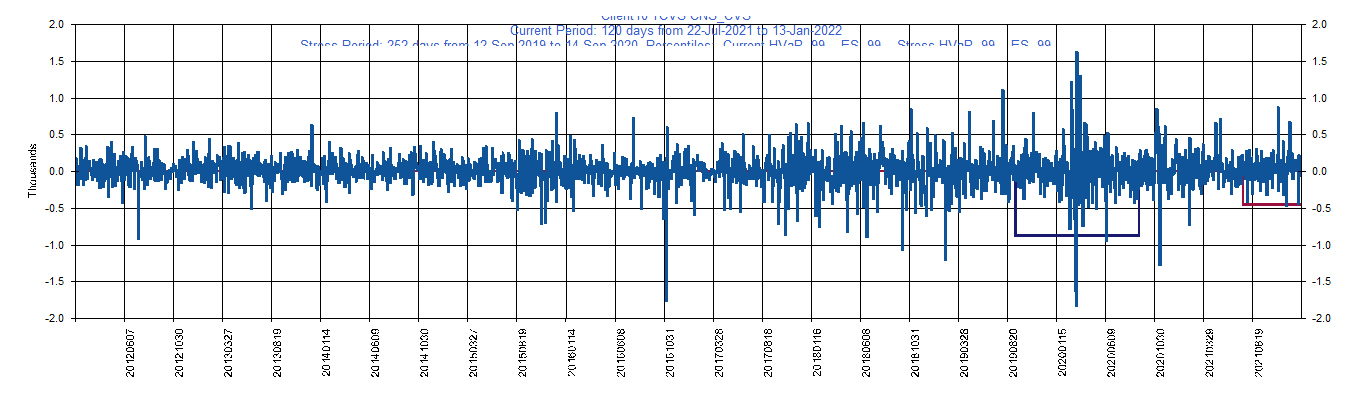 Client10 TCVS CNS_CVS
Current Period: 120 days from 22-Jul-2021 to 13-Jan-2022
Stress Period: 252 days from 12-Sep-2019 to 14-Sep-2020 Percentiles Current HVaR 99 ES 99 Stress HVaR 99 ES 99
2.0 2.0
1.5 1.5
1.0 1.0
0.5 0.5
0.0 0.0
-0.5 -0.5
-1.0 -1.0
-1.5 -1.5
-2.0 -2.0
Thousands
20120607 20121030 20130327 20130819 20140114 20140609 20141030 20150327 20150819 20160114 20160608 20161031 20170328 20170818 20180116 20180608 20181031 20190328 20190820 20200115 20200609 20201030 20210329 20210819